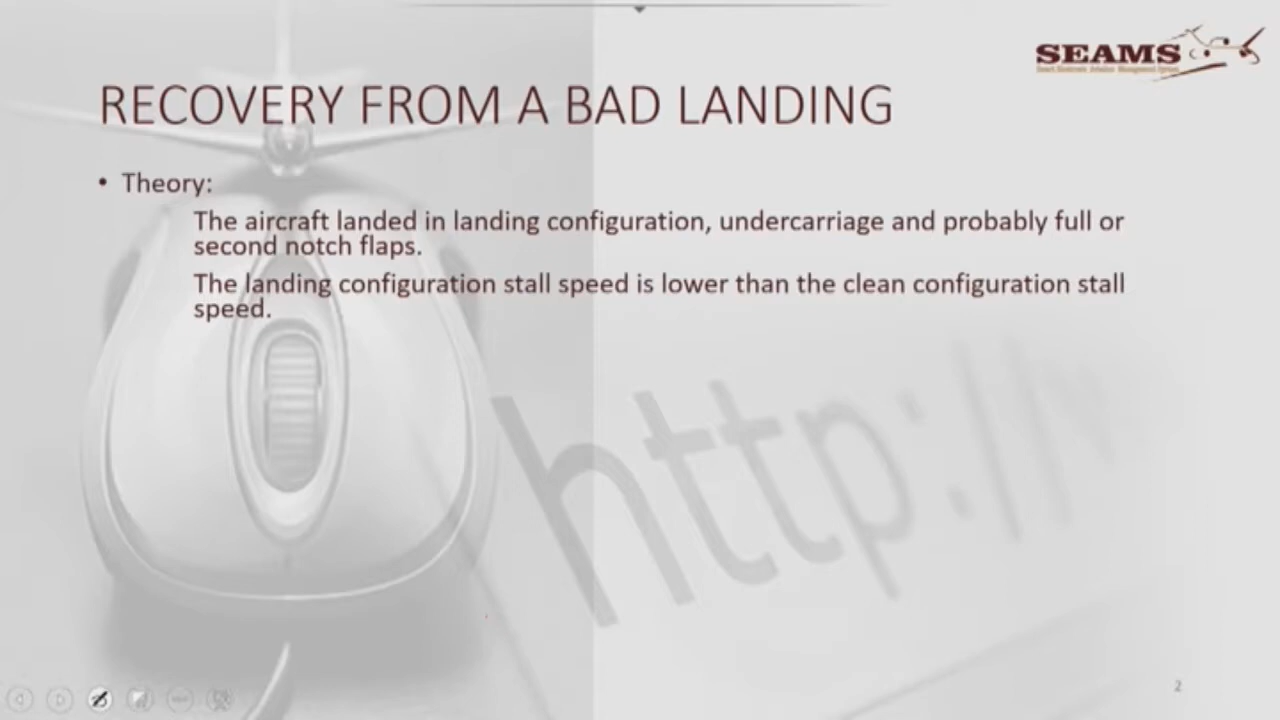 SEAMS
RECOVERY FROM A BAD LANDING
• Theory:
The aircraft landed in landing configuration, undercarriage and probably full or
second notch flaps.
The landing configuration stall speed is lower than the clean configuration stall
speed.
http://
2